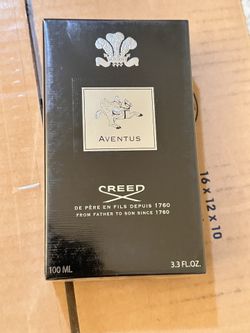 AVENTUS
CREED
DE PÈRE EN FILS DEPUIS 1760
FROM FATHER TO SON SINCE 1760
100 ML
3.3 FL.OZ.
16 x 12 x 10